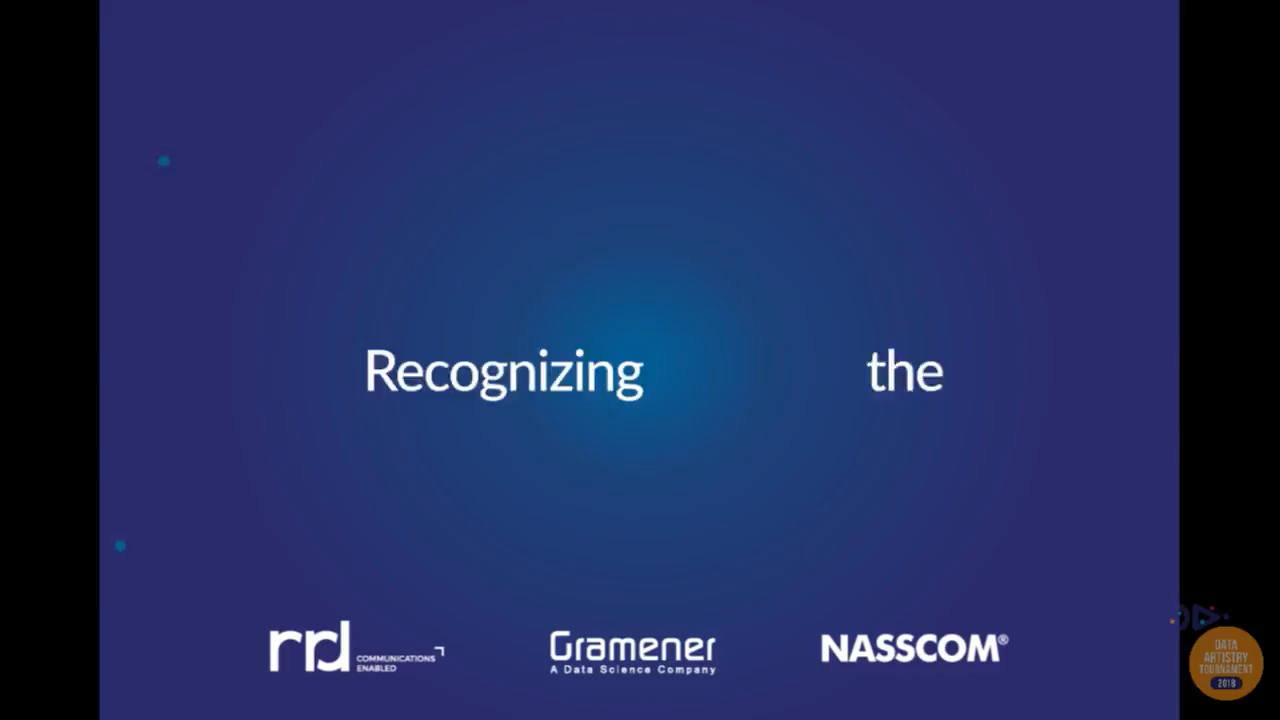 Recognizing the
rrd COMMUNICATIONS
ENABLED
Gramener
A Data Science Company
NASSCOM®
DATA
ARTISTRY
TOURNAMENT
2018